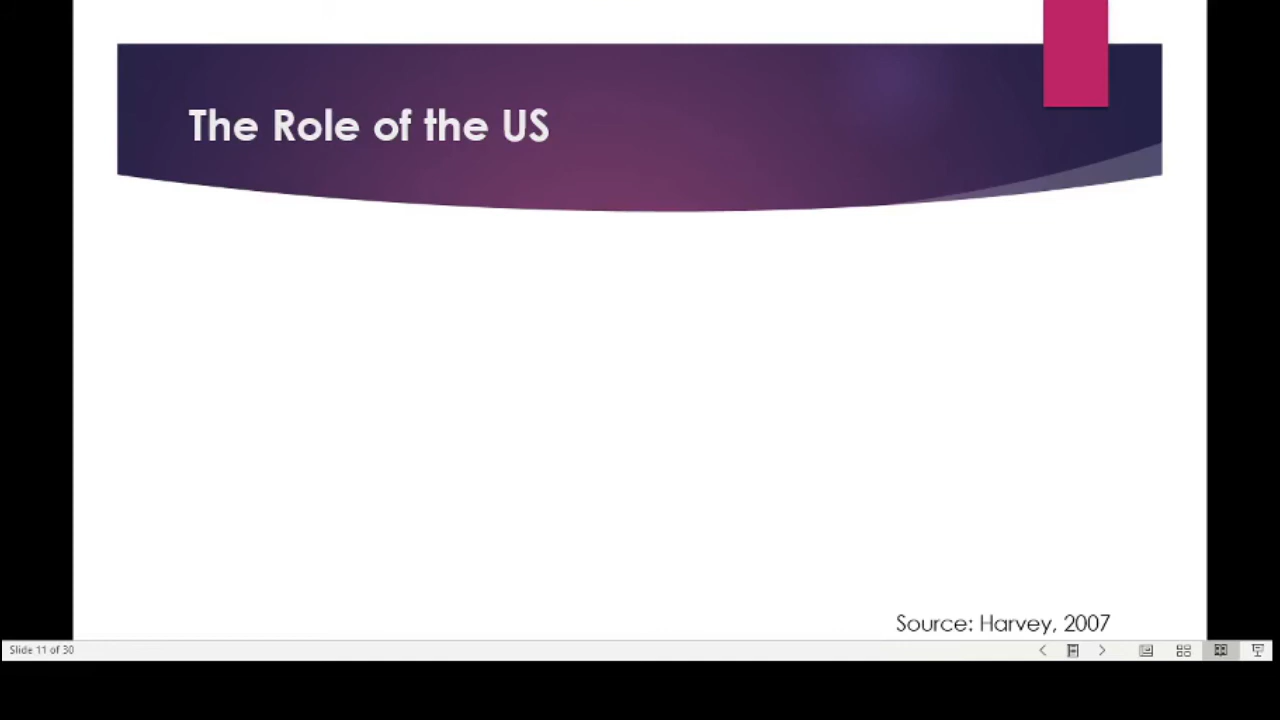 The Role of the US
Source: Harvey, 2007
Slide 11 of 30